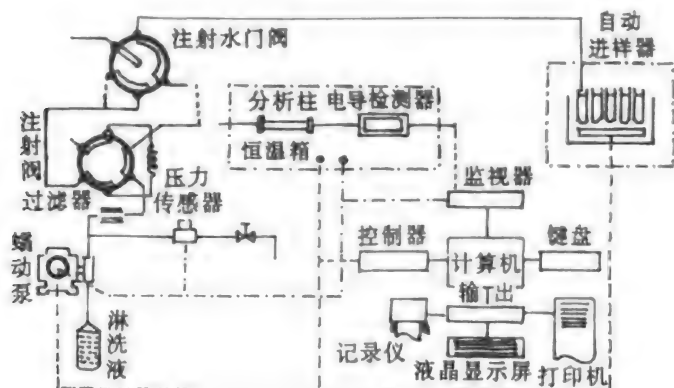 注射水门阀
自动
进样器
分析柱 电导检测器
恒温箱
注射阀
过滤器
压力
传感器
监视器
控制器
计算机
键盘
蠕动泵
输出
淋洗液
记录仪
液晶显示屏
打印机